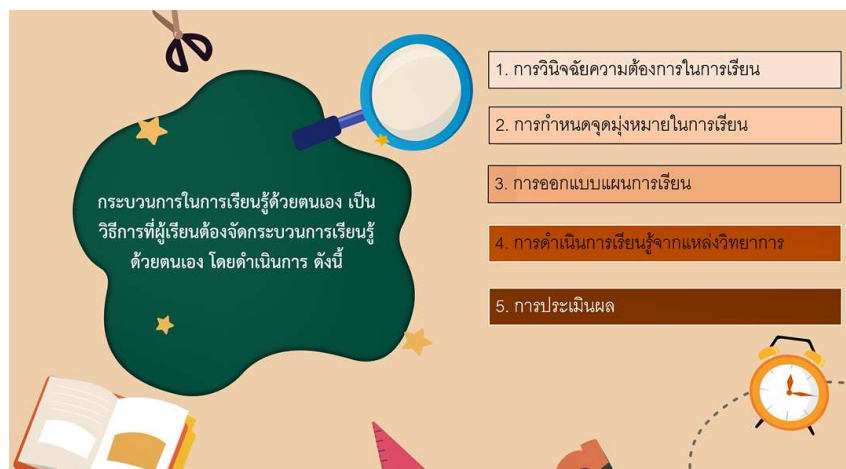 กระบวนการในการเรียนรู้ด้วยตนเอง เป็น
วิธีการที่ผู้เรียนต้องจัดกระบวนการเรียนรู้
ด้วยตนเอง โดยดำเนินการ ดังนี้
1. การวินิจฉัยความต้องการในการเรียน
2. การกำหนดจุดมุ่งหมายในการเรียน
3. การออกแบบแผนการเรียน
4. การดำเนินการเรียนรู้จากแหล่งวิทยาการ
5. การประเมินผล